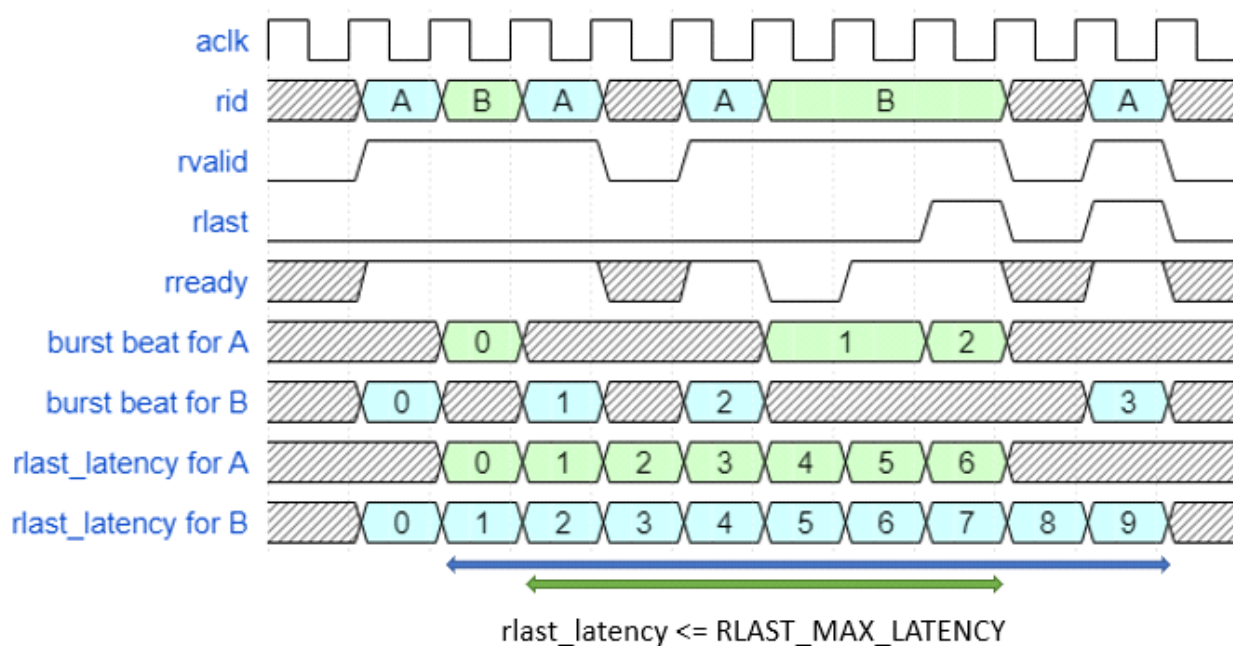 aclk
rid A B A A B A
rvalid
rlast
rready
burst beat for A 0 1 2
burst beat for B 0 1 2 3
rlast_latency for A 0 1 2 3 4 5 6
rlast_latency for B 0 1 2 3 4 5 6 7 8 9
rlast_latency <= RLAST_MAX_LATENCY